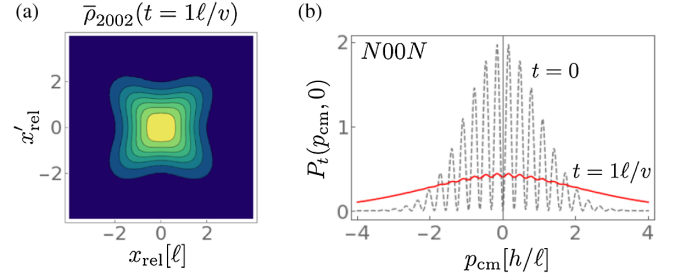 (a)
ρ̅₂₀₀₂(t = 1ℓ/v)
x′rel
2
0
−2
−2 0 2
xrel[ℓ]
(b)
N00N
t = 0
t = 1ℓ/v
Pt(pcm, 0)
2
1
0
−4 −2 0 2 4
pcm[h/ℓ]